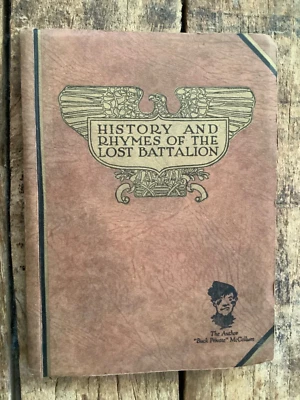 HISTORY AND
RHYMES OF THE
LOST BATTALION
The Author
"Buck Private" McCollum